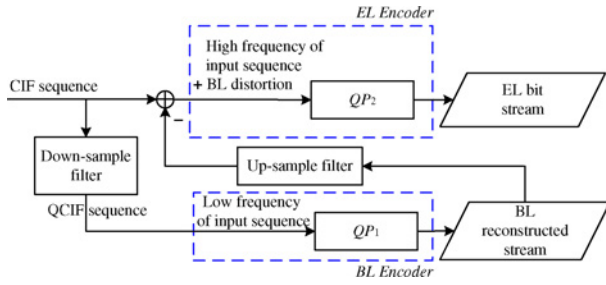 EL Encoder
High frequency of
input sequence
+ BL distortion
CIF sequence
QP2
EL bit
stream
−
Down-sample
filter
Up-sample filter
QCIF sequence
Low frequency
of input sequence
QP1
BL
reconstructed
stream
BL Encoder